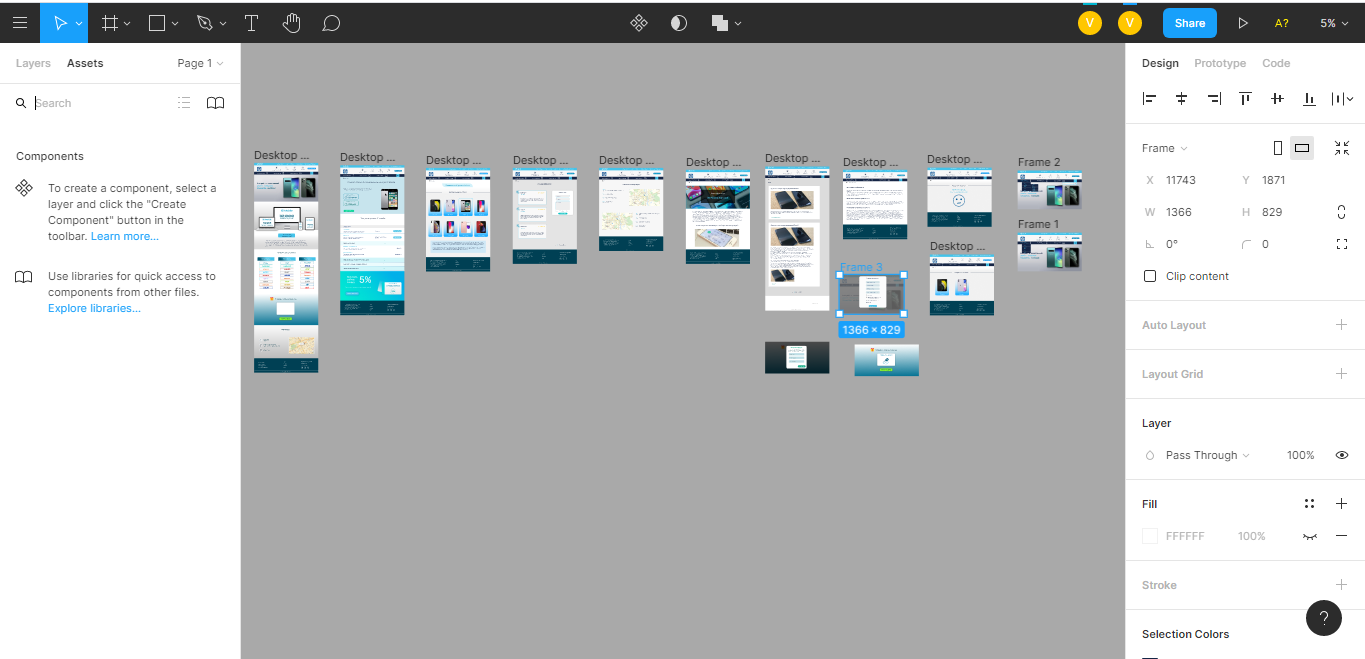 V
V
Share
A?
5%
Layers
Assets
Page 1
Search
Components
To create a component, select a
layer and click the "Create
Component" button in the
toolbar. Learn more...
Use libraries for quick access to
components from other files.
Explore libraries...
Desktop ...
Desktop ...
Desktop ...
Desktop ...
Desktop ...
Desktop ...
Desktop ...
Desktop ...
Desktop ...
Frame 2
Frame 1
Desktop ...
Frame 3
1366 × 829
5%
Design
Prototype
Code
Frame
X 11743 Y 1871
W 1366 H 829
0° 0
Clip content
Auto Layout
Layout Grid
Layer
Pass Through 100%
Fill
FFFFFF 100%
Stroke
?
Selection Colors